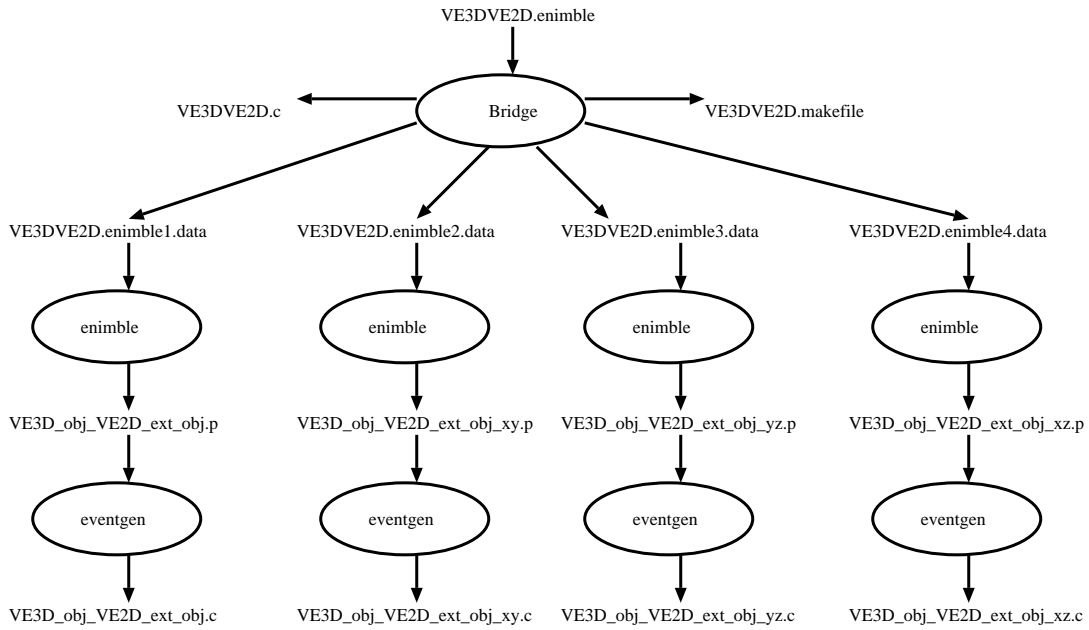 VE3DVE2D.enimble
VE3DVE2D.c
Bridge
VE3DVE2D.makefile
VE3DVE2D.enimble1.data
VE3DVE2D.enimble2.data
VE3DVE2D.enimble3.data
VE3DVE2D.enimble4.data
enimble
enimble
enimble
enimble
VE3D_obj_VE2D_ext_obj.p
VE3D_obj_VE2D_ext_obj_xy.p
VE3D_obj_VE2D_ext_obj_yz.p
VE3D_obj_VE2D_ext_obj_xz.p
eventgen
eventgen
eventgen
eventgen
VE3D_obj_VE2D_ext_obj.c
VE3D_obj_VE2D_ext_obj_xy.c
VE3D_obj_VE2D_ext_obj_yz.c
VE3D_obj_VE2D_ext_obj_xz.c